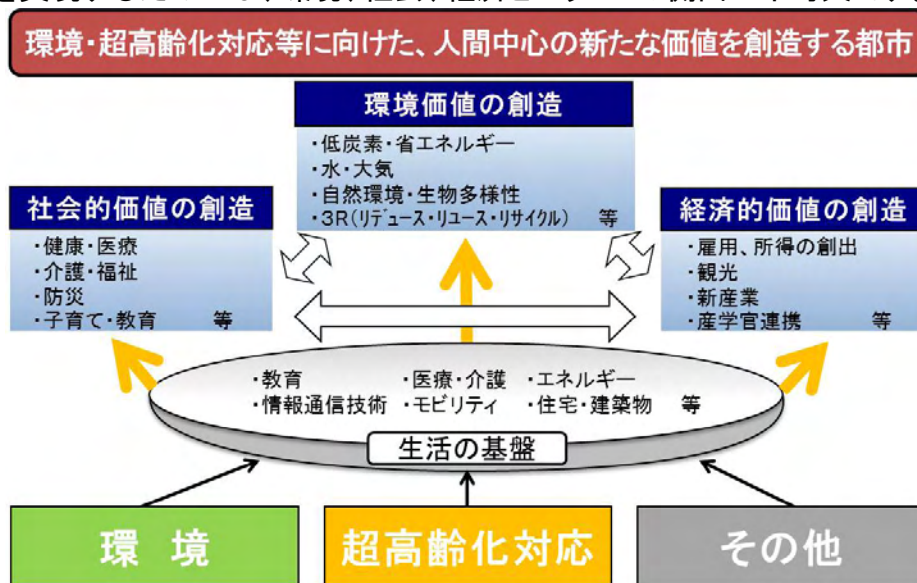 環境・超高齢化対応等に向けた、人間中心の新たな価値を創造する都市
環境価値の創造
・低炭素・省エネルギー
・水・大気
・自然環境・生物多様性
・3R(リデュース・リユース・リサイクル) 等
社会的価値の創造
・健康・医療
・介護・福祉
・防災
・子育て・教育 等
経済的価値の創造
・雇用、所得の創出
・観光
・新産業
・産学官連携 等
・教育 ・医療・介護 ・エネルギー
・情報通信技術 ・モビリティ ・住宅・建築物 等
生活の基盤
環 境
超高齢化対応
その他